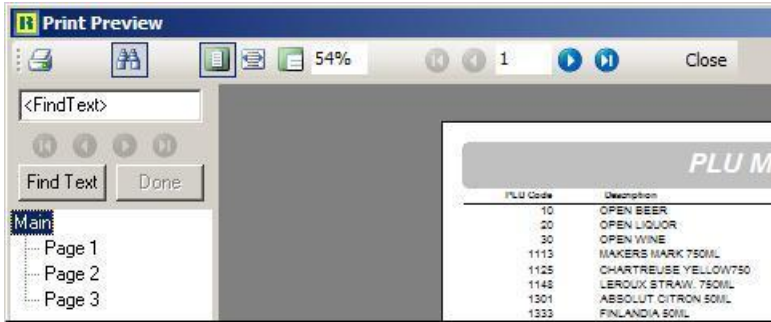 Print Preview
54% 1 Close
<FindText>
Find Text Done
Main
Page 1
Page 2
Page 3
PLU M
PLU Code Description
10 OPEN BEER
20 OPEN LIQUOR
30 OPEN WINE
1113 MAKERS MARK 750ML
1125 CHARTREUSE YELLOW750
1148 LEROUX STRAW. 750ML
1301 ABSOLUT CITRON 50ML
1333 FINLANDIA 50ML